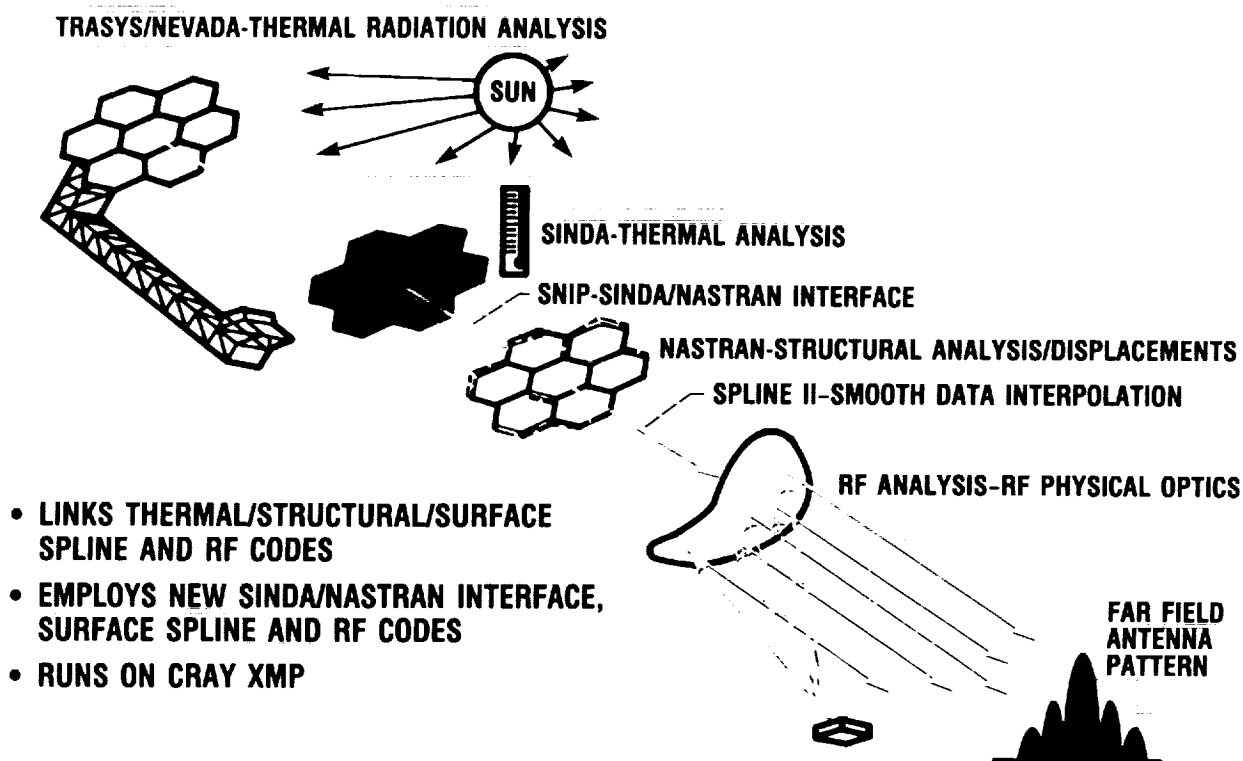 TRASYS/NEVADA-THERMAL RADIATION ANALYSIS
SUN
SINDA-THERMAL ANALYSIS
SNIP-SINDA/NASTRAN INTERFACE
NASTRAN-STRUCTURAL ANALYSIS/DISPLACEMENTS
SPLINE II-SMOOTH DATA INTERPOLATION
RF ANALYSIS-RF PHYSICAL OPTICS
• LINKS THERMAL/STRUCTURAL/SURFACE
SPLINE AND RF CODES
• EMPLOYS NEW SINDA/NASTRAN INTERFACE,
SURFACE SPLINE AND RF CODES
• RUNS ON CRAY XMP
FAR FIELD
ANTENNA
PATTERN